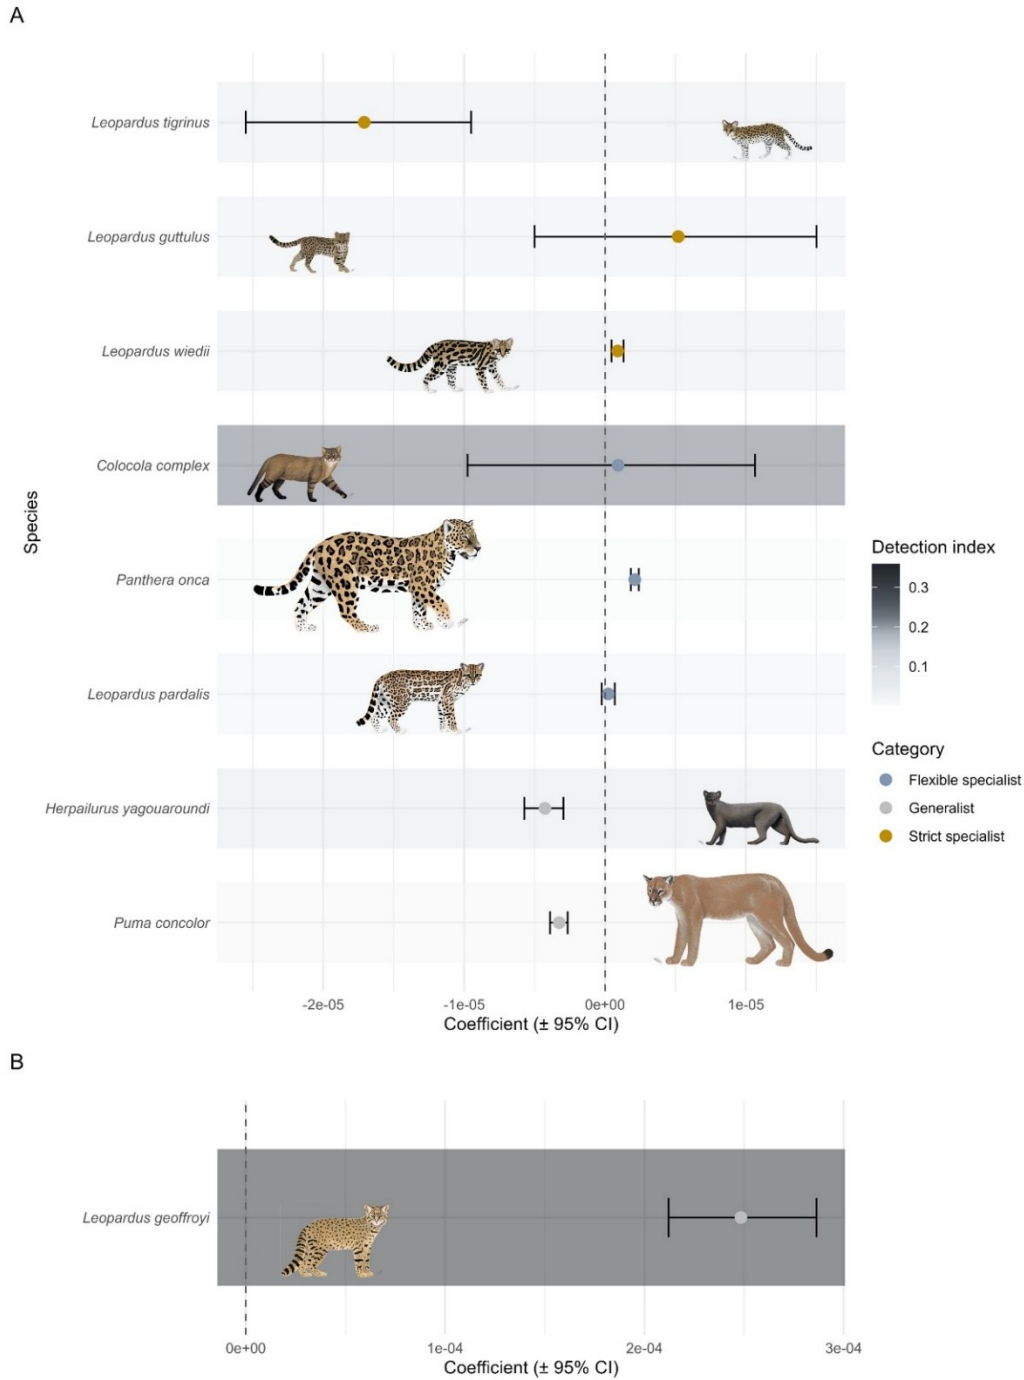 A
Species
Leopardus tigrinus
Leopardus guttulus
Leopardus wiedii
Colocola complex
Panthera onca
Leopardus pardalis
Herpailurus yagouaroundi
Puma concolor
-2e-05 -1e-05 0e+00 1e-05
Coefficient (± 95% CI)
Detection index
0.3
0.2
0.1
Category
Flexible specialist
Generalist
Strict specialist
B
Leopardus geoffroyi
0e+00 1e-04 2e-04 3e-04
Coefficient (± 95% CI)